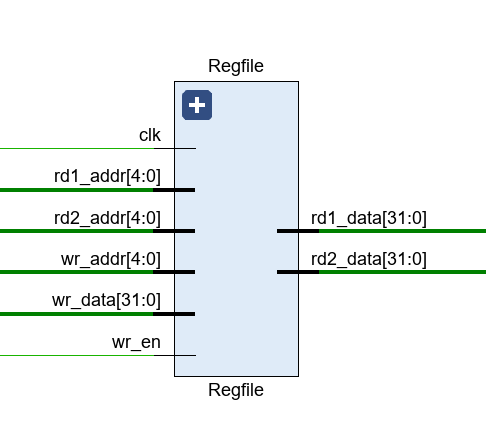 Regfile
clk
rd1_addr[4:0]
rd2_addr[4:0]
wr_addr[4:0]
wr_data[31:0]
wr_en
rd1_data[31:0]
rd2_data[31:0]
Regfile